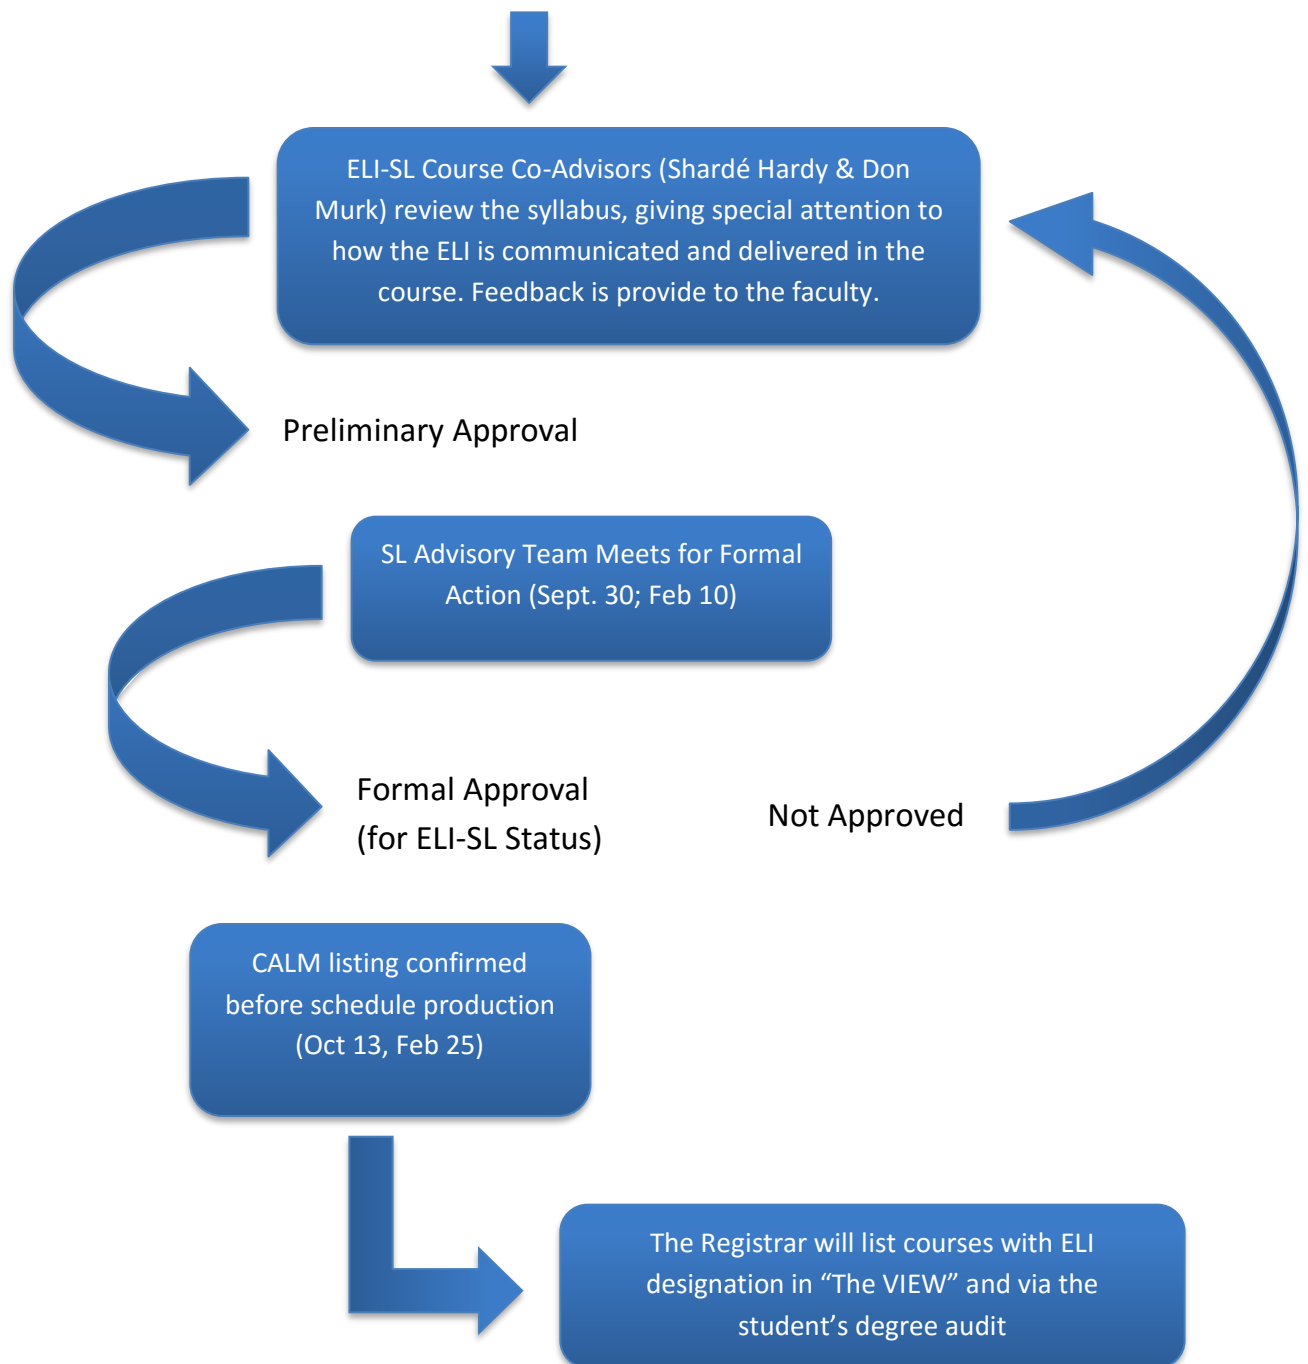 ELI-SL Course Co-Advisors (Shardé Hardy & Don
Murk) review the syllabus, giving special attention to
how the ELI is communicated and delivered in the
course. Feedback is provide to the faculty.
Preliminary Approval
SL Advisory Team Meets for Formal
Action (Sept. 30; Feb 10)
Formal Approval
(for ELI-SL Status)
Not Approved
CALM listing confirmed
before schedule production
(Oct 13, Feb 25)
The Registrar will list courses with ELI
designation in “The VIEW” and via the
student’s degree audit